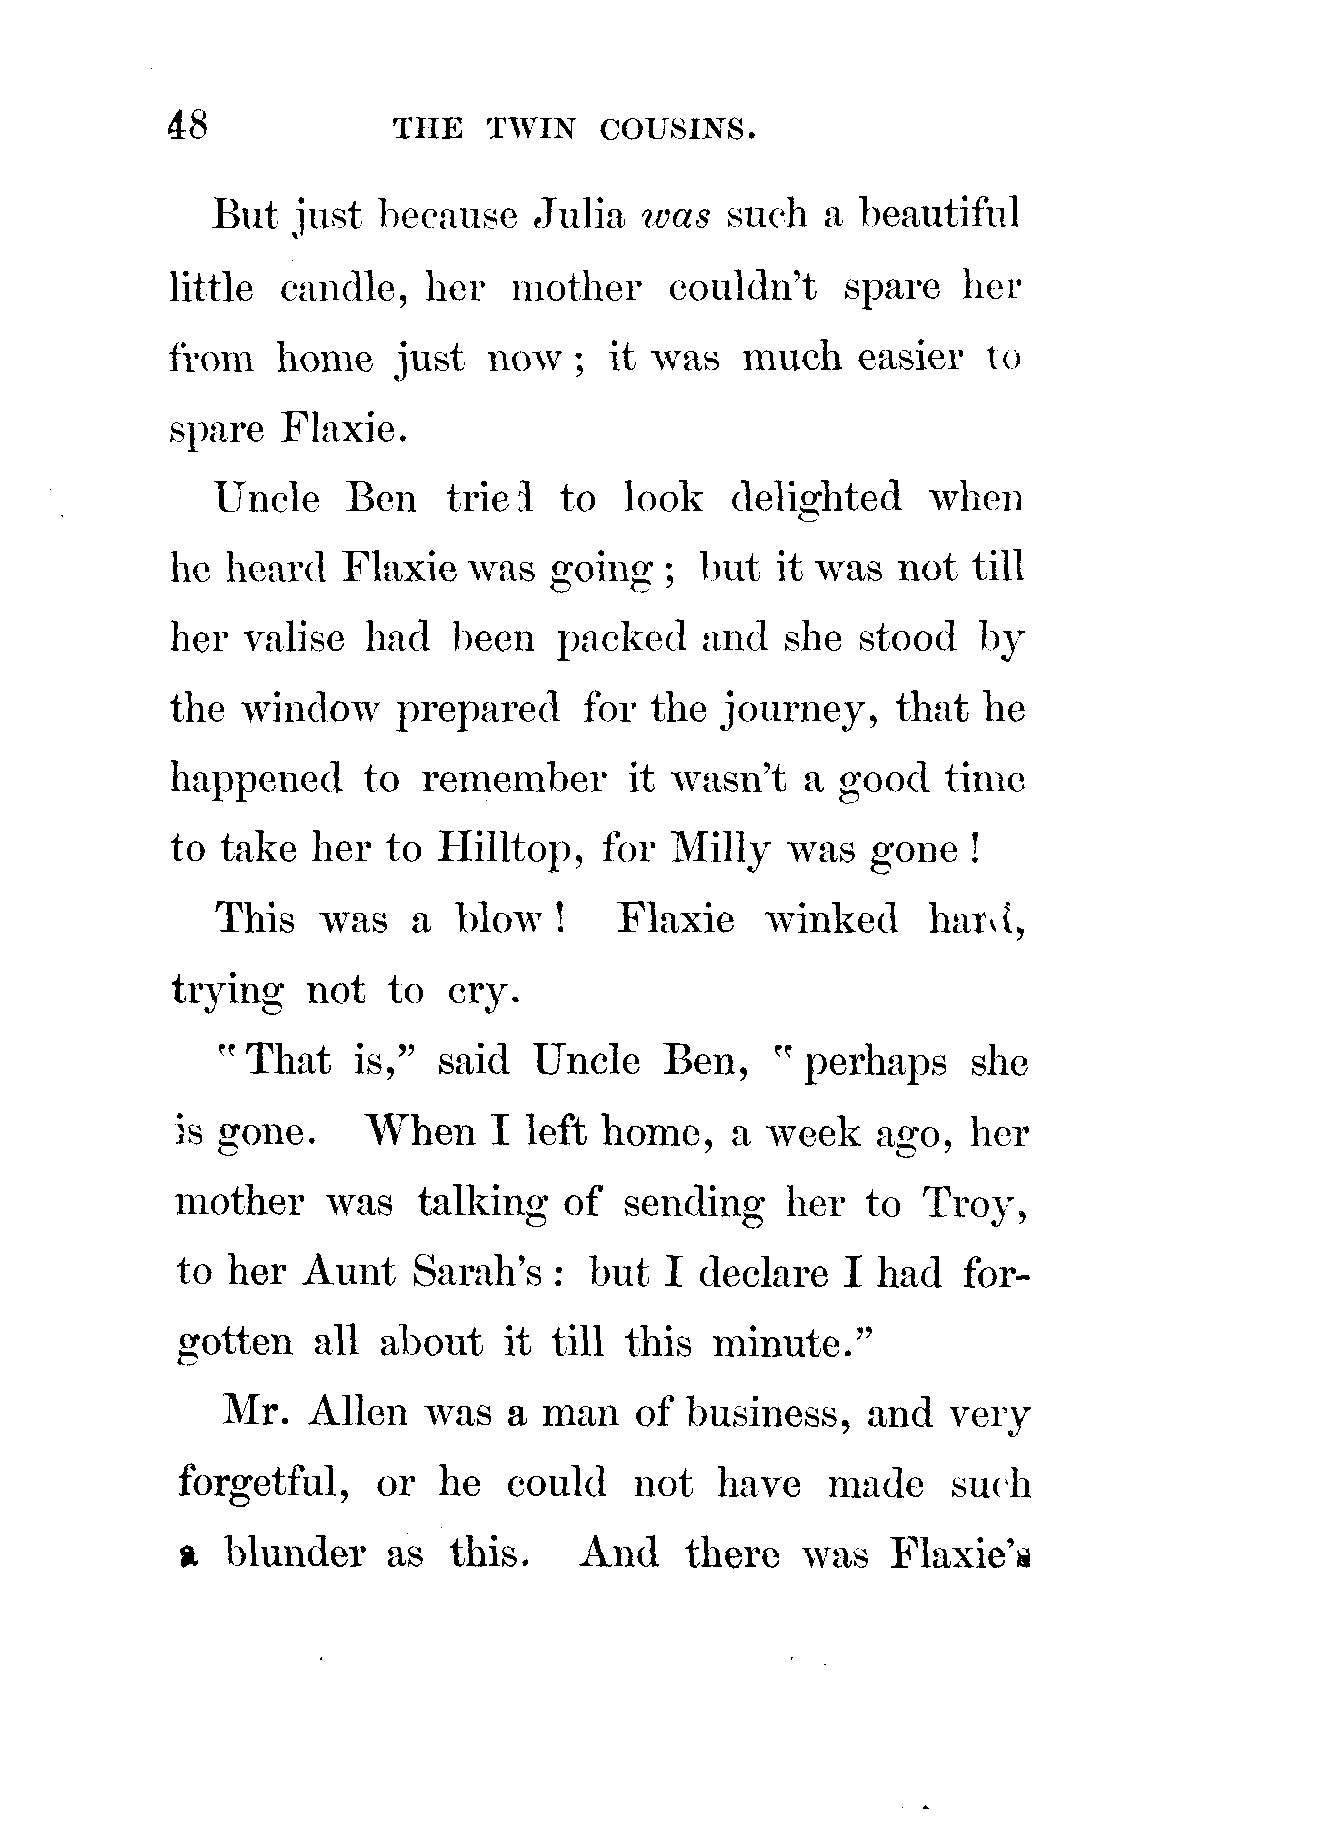 48 THE TWIN COUSINS.
But just because Julia was such a beautiful
little candle, her mother couldn't spare her
from home just now ; it was much easier to
spare Flaxie.
Uncle Ben tried to look delighted when
he heard Flaxie was going ; but it was not till
her valise had been packed and she stood by
the window prepared for the journey, that he
happened to remember it wasn't a good time
to take her to Hilltop, for Milly was gone !
This was a blow ! Flaxie winked hard,
trying not to cry.
" That is," said Uncle Ben, " perhaps she
is gone. When I left home, a week ago, her
mother was talking of sending her to Troy,
to her Aunt Sarah's : but I declare I had for-
gotten all about it till this minute."
Mr. Allen was a man of business, and very
forgetful, or he could not have made such
a blunder as this. And there was Flaxie's